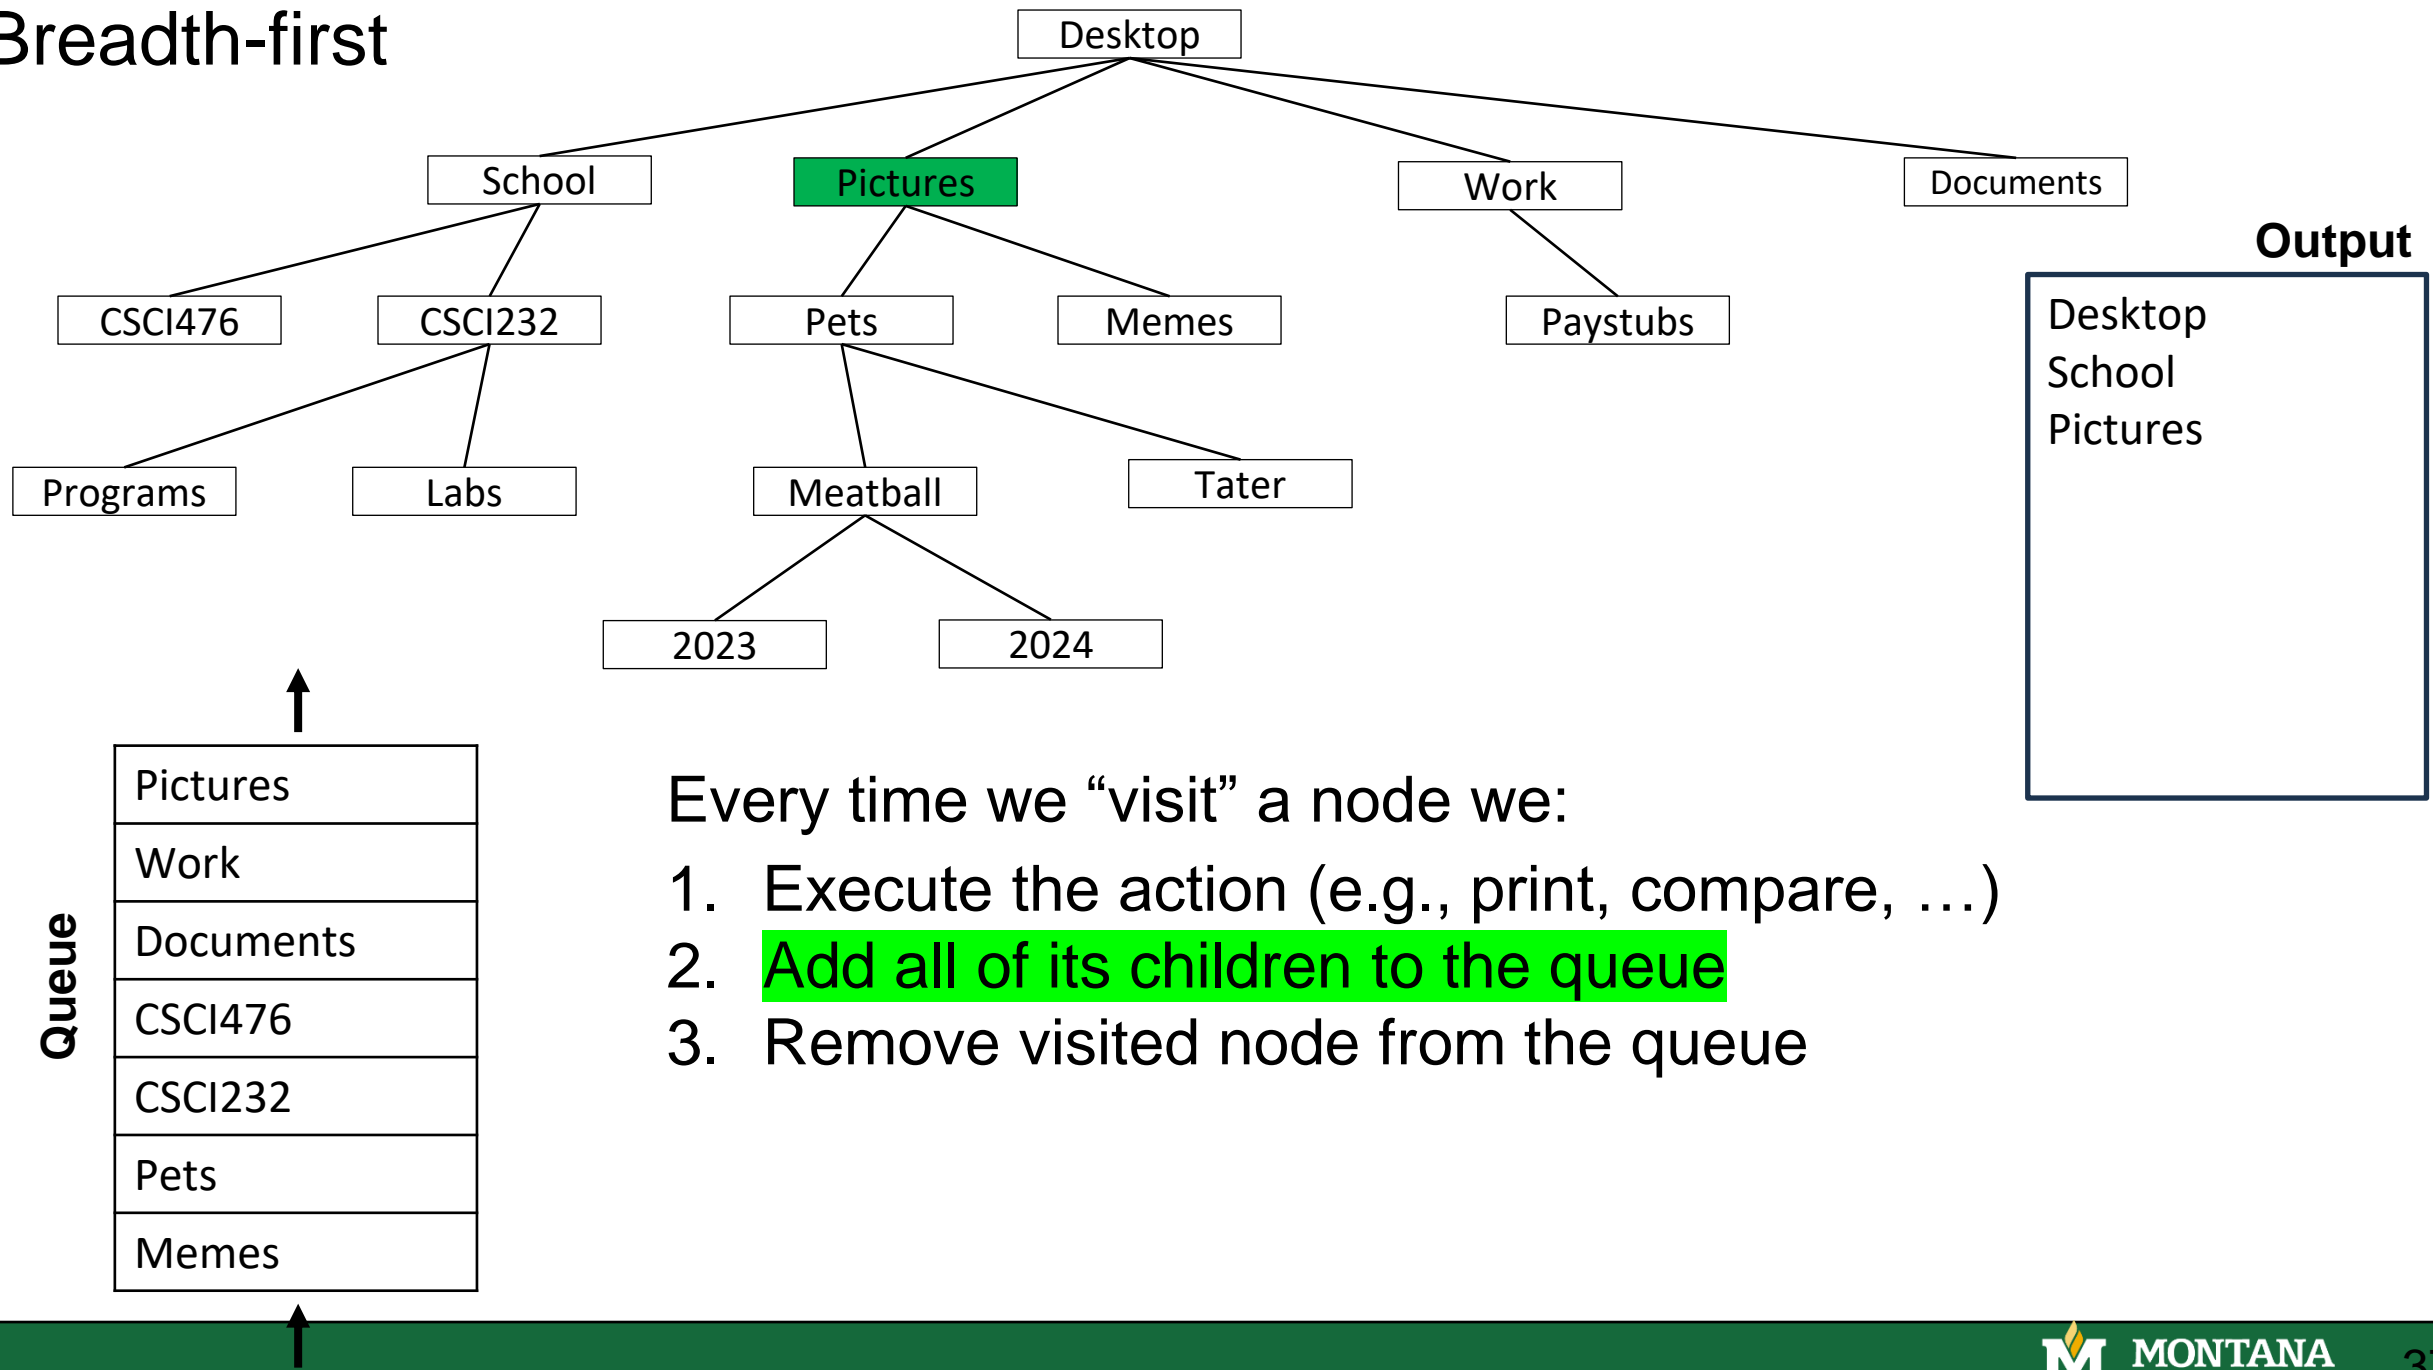 Breadth-first
Desktop
School
Pictures
Work
Documents
Output
CSCI476
CSCI232
Pets
Memes
Paystubs
Desktop
School
Pictures
Programs
Labs
Meatball
Tater
2023
2024
Queue
Pictures
Work
Documents
CSCI476
CSCI232
Pets
Memes
Every time we “visit” a node we:
1. Execute the action (e.g., print, compare, …)
2. Add all of its children to the queue
3. Remove visited node from the queue
M MONTANA